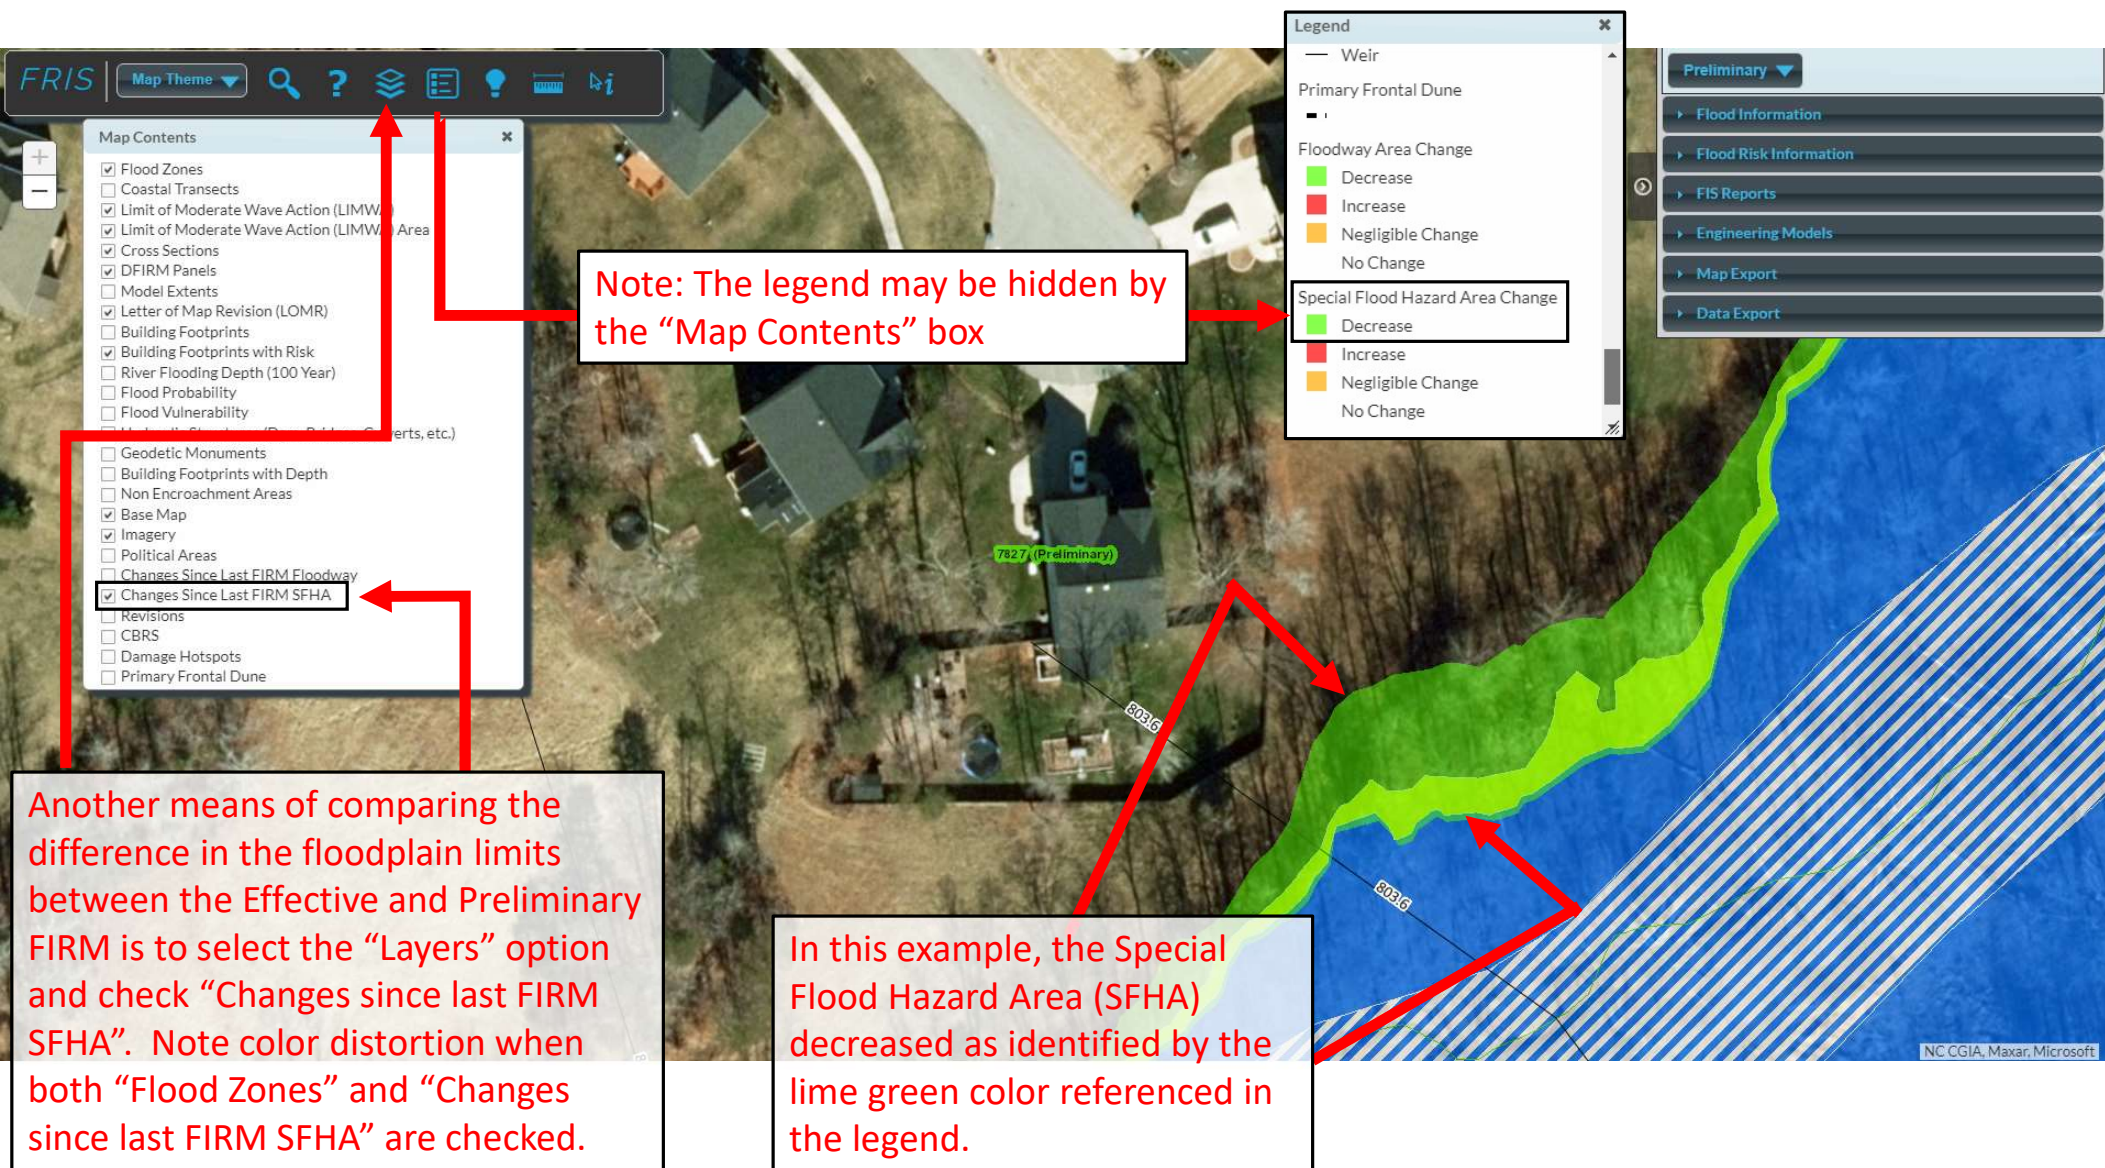 FRIS
Map Theme
?
i
Map Contents
Flood Zones
Coastal Transects
Limit of Moderate Wave Action (LIMWA)
Limit of Moderate Wave Action (LIMWA) Area
Cross Sections
DFIRM Panels
Model Extents
Letter of Map Revision (LOMR)
Building Footprints
Building Footprints with Risk
River Flooding Depth (100 Year)
Flood Probability
Flood Vulnerability
verts, etc.)
Geodetic Monuments
Building Footprints with Depth
Non Encroachment Areas
Base Map
Imagery
Political Areas
Changes Since Last FIRM Floodway
Changes Since Last FIRM SFHA
Revisions
CBRS
Damage Hotspots
Primary Frontal Dune
Note: The legend may be hidden by
the “Map Contents” box
Legend
Weir
Primary Frontal Dune
Floodway Area Change
Decrease
Increase
Negligible Change
No Change
Special Flood Hazard Area Change
Decrease
Increase
Negligible Change
No Change
Preliminary
Flood Information
Flood Risk Information
FIS Reports
Engineering Models
Map Export
Data Export
7827, (Preliminary)
803.6
803.6
Another means of comparing the
difference in the floodplain limits
between the Effective and Preliminary
FIRM is to select the “Layers” option
and check “Changes since last FIRM
SFHA”. Note color distortion when
both “Flood Zones” and “Changes
since last FIRM SFHA” are checked.
In this example, the Special
Flood Hazard Area (SFHA)
decreased as identified by the
lime green color referenced in
the legend.
NC CGIA, Maxar, Microsoft